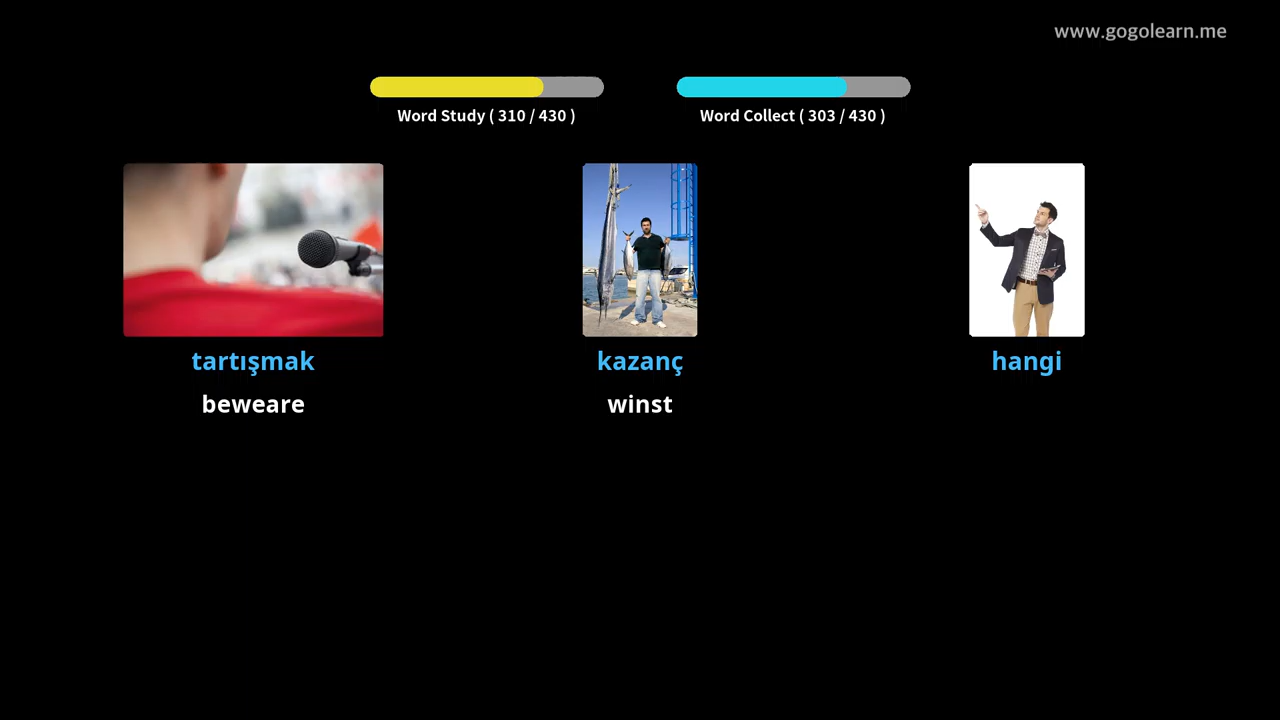 www.gogolearn.me
Word Study ( 310 / 430 )
Word Collect ( 303 / 430 )
tartışmak
kazanç
hangi
beweare
winst